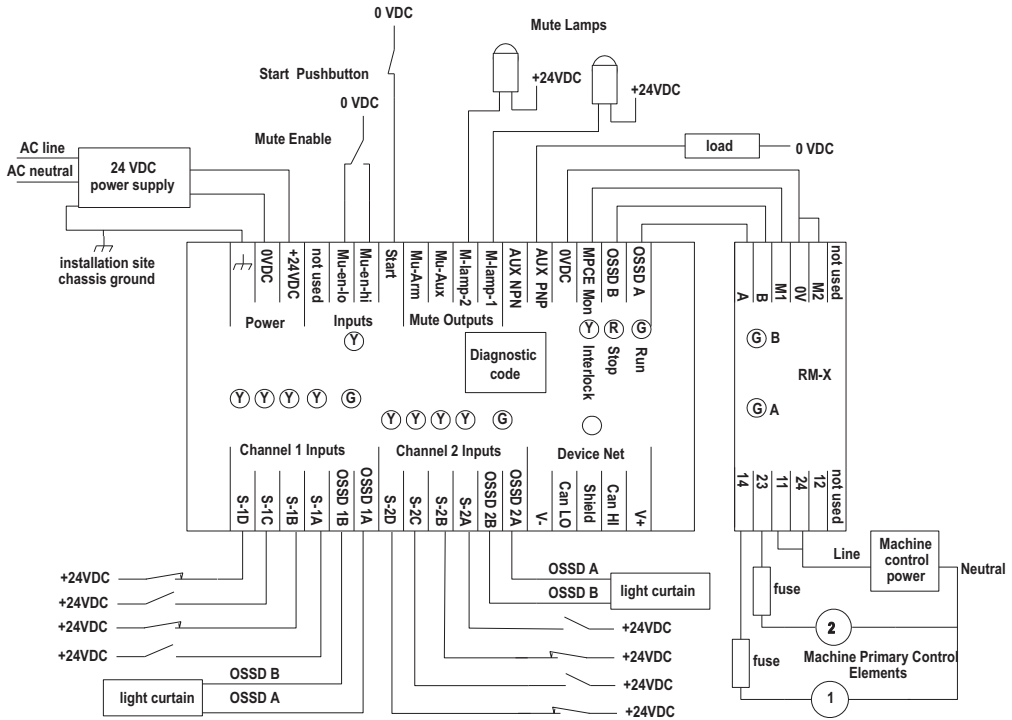 0 VDC
Mute Lamps
Start Pushbutton
+24VDC
+24VDC
0 VDC
Mute Enable
AC line
AC neutral
24 VDC
power supply
load
0 VDC
installation site
chassis ground
0VDC
+24VDC
not used
Mu-en-lo
Mu-en-hi
Start
Mu-Arm
Mu-Aux
M-lamp-2
M-lamp-1
AUX NPN
AUX PNP
0VDC
MPCE Mon
OSSD B
OSSD A
A
B
M1
0V
M2
not used
Power
Inputs
Mute Outputs
Y
Y
Interlock
R
Stop
G
Run
Diagnostic
code
G B
RM-X
G A
Y
Y
Y
Y
G
Y
Y
Y
Y
G
Channel 1 Inputs
Channel 2 Inputs
Device Net
S-1D
S-1C
S-1B
S-1A
OSSD 1B
OSSD 1A
S-2D
S-2C
S-2B
S-2A
OSSD 2B
OSSD 2A
V-
Can LO
Shield
Can HI
V+
14
23
11
24
12
not used
Line
Machine
control
power
Neutral
+24VDC
+24VDC
+24VDC
+24VDC
OSSD B
OSSD A
light curtain
OSSD A
OSSD B
light curtain
+24VDC
+24VDC
+24VDC
+24VDC
fuse
2
fuse
Machine Primary Control
Elements
1